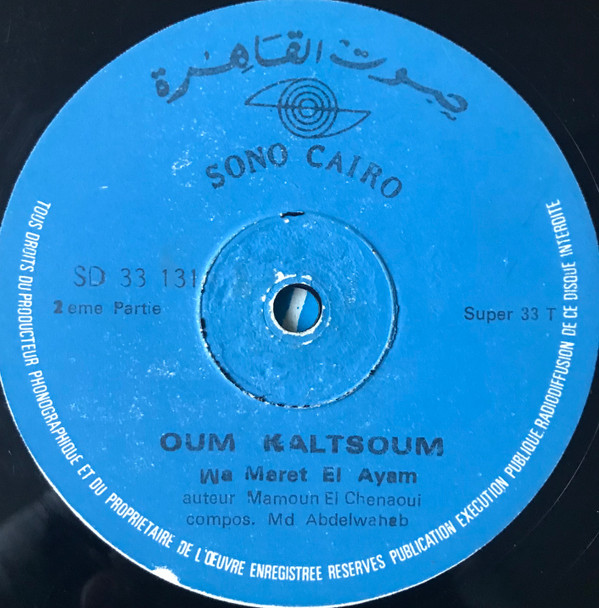 صوت القاهرة
SONO CAIRO
SD 33 131
2eme Partie
Super 33 T
OUM KALTSOUM
Wa Maret El Ayam
auteur Mamoun El Chenaoui
compos. Md Abdelwahab
TOUS DROITS DU PRODUCTEUR PHONOGRAPHIQUE ET DU PROPRIETAIRE DE L'ŒUVRE ENREGISTREE RESERVES PUBLICATION EXECUTION PUBLIQUE RADIODIFFUSION DE CE DISQUE INTERDITE